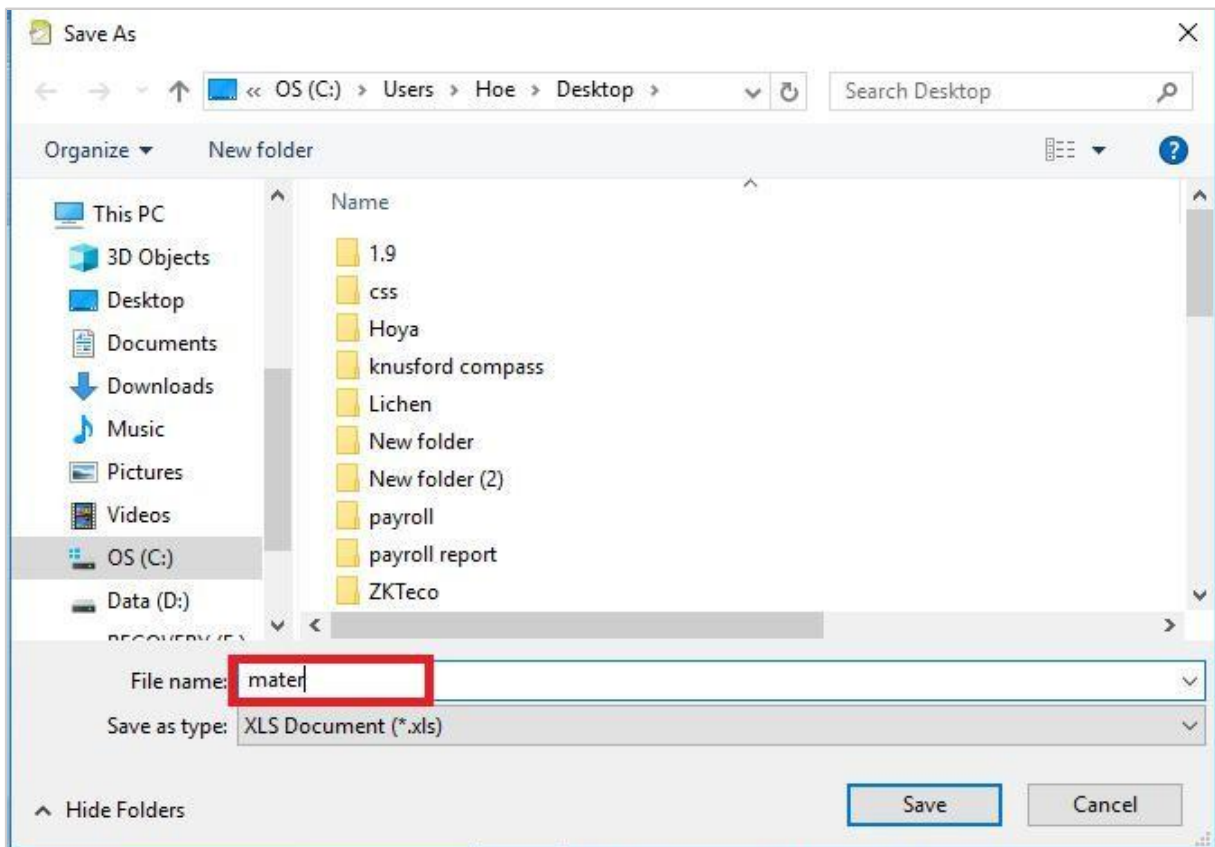 Save As
« OS (C:) › Users › Hoe › Desktop ›
Search Desktop
Organize
New folder
This PC
3D Objects
Desktop
Documents
Downloads
Music
Pictures
Videos
OS (C:)
Data (D:)
Name
1.9
css
Hoya
knusford compass
Lichen
New folder
New folder (2)
payroll
payroll report
ZKTeco
File name: mater
Save as type: XLS Document (*.xls)
Hide Folders
Save
Cancel